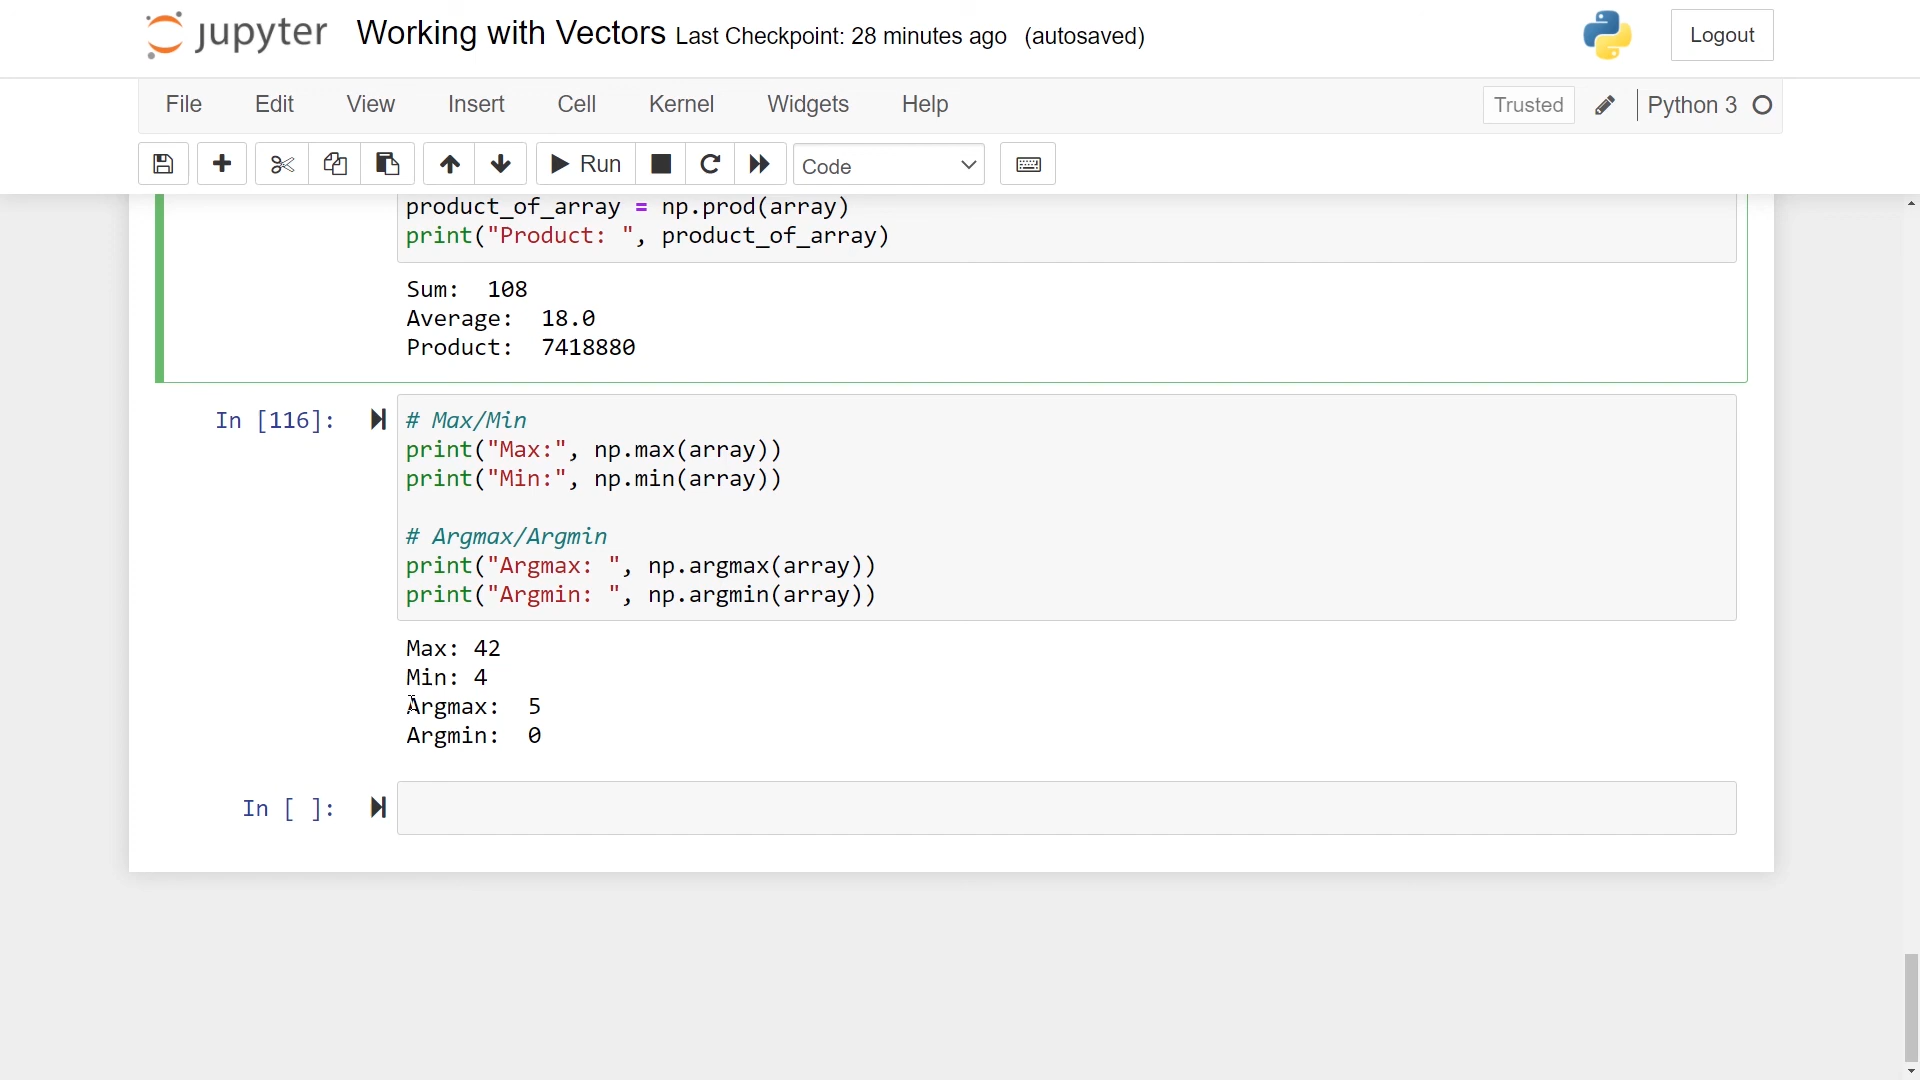 jupyter Working with Vectors Last Checkpoint: 28 minutes ago (autosaved) Logout
File Edit View Insert Cell Kernel Widgets Help Trusted Python 3
Run Code
product_of_array = np.prod(array)
print("Product: ", product_of_array)
Sum:  108
Average:  18.0
Product:  7418880
In [116]:
# Max/Min
print("Max:", np.max(array))
print("Min:", np.min(array))
# Argmax/Argmin
print("Argmax: ", np.argmax(array))
print("Argmin: ", np.argmin(array))
Max: 42
Min: 4
Argmax:  5
Argmin:  0
In [ ]: